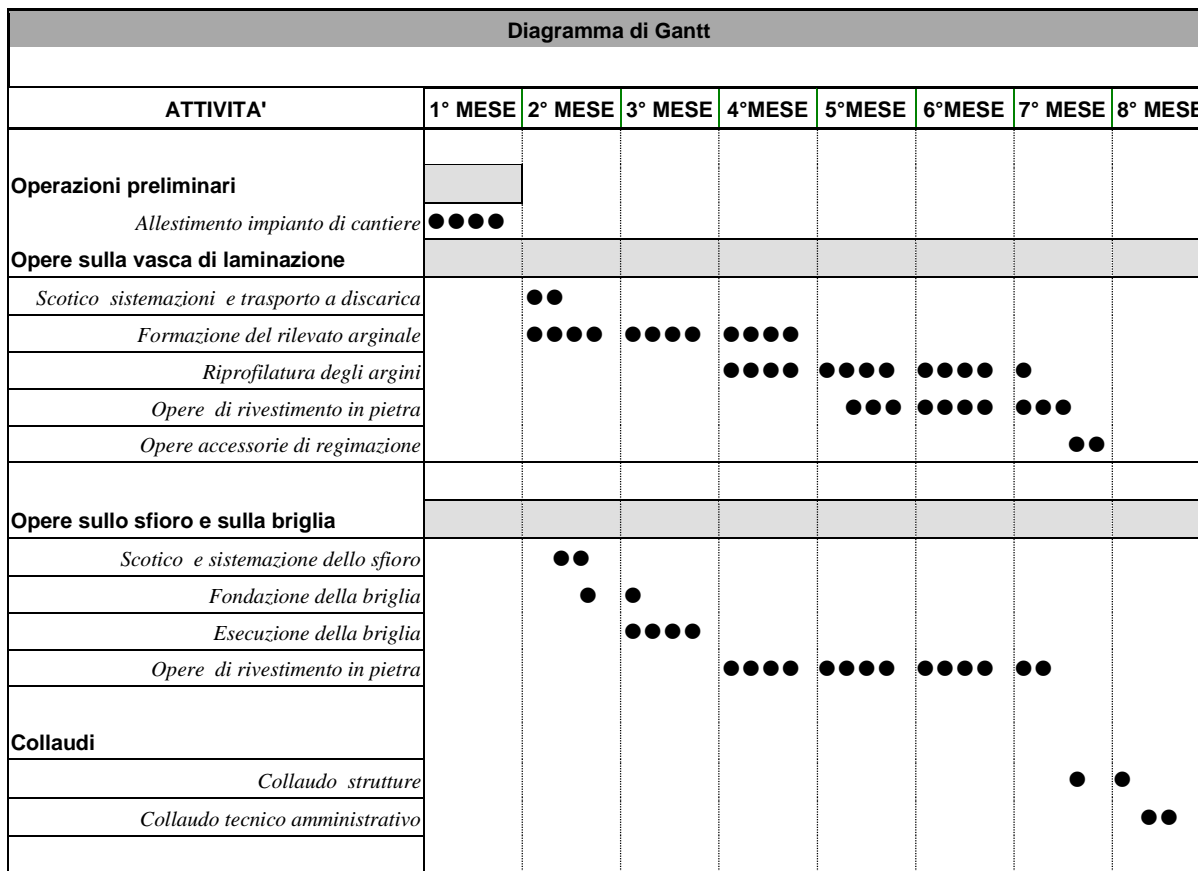 Diagramma di Gantt
ATTIVITA' 1° MESE 2° MESE 3° MESE 4°MESE 5°MESE 6°MESE 7° MESE 8° MESE
Operazioni preliminari
Allestimento impianto di cantiere ●●●●
Opere sulla vasca di laminazione
Scotico sistemazioni e trasporto a discarica ●●
Formazione del rilevato arginale ●●●● ●●●● ●●●●
Riprofilatura degli argini ●●●● ●●●● ●●●● ●
Opere di rivestimento in pietra ●●● ●●●● ●●●
Opere accessorie di regimazione ●●
Opere sullo sfioro e sulla briglia
Scotico e sistemazione dello sfioro ●●
Fondazione della briglia ● ●
Esecuzione della briglia ●●●●
Opere di rivestimento in pietra ●●●● ●●●● ●●●● ●●
Collaudi
Collaudo strutture ● ●
Collaudo tecnico amministrativo ●●